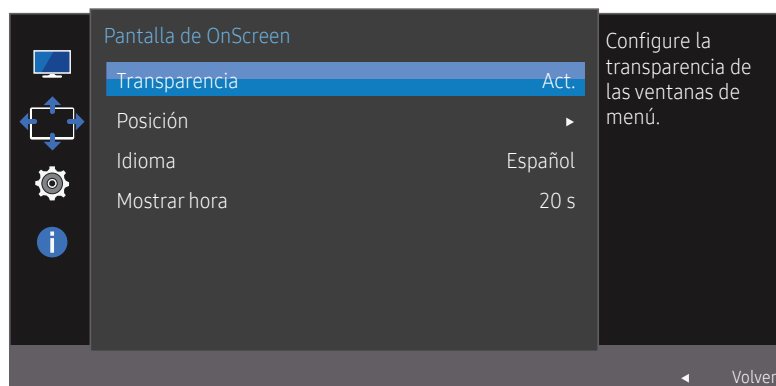 Pantalla de OnScreen
Transparencia Act.
Posición ▸
Idioma Español
Mostrar hora 20 s
Configure la
transparencia de
las ventanas de
menú.
◂ Volver